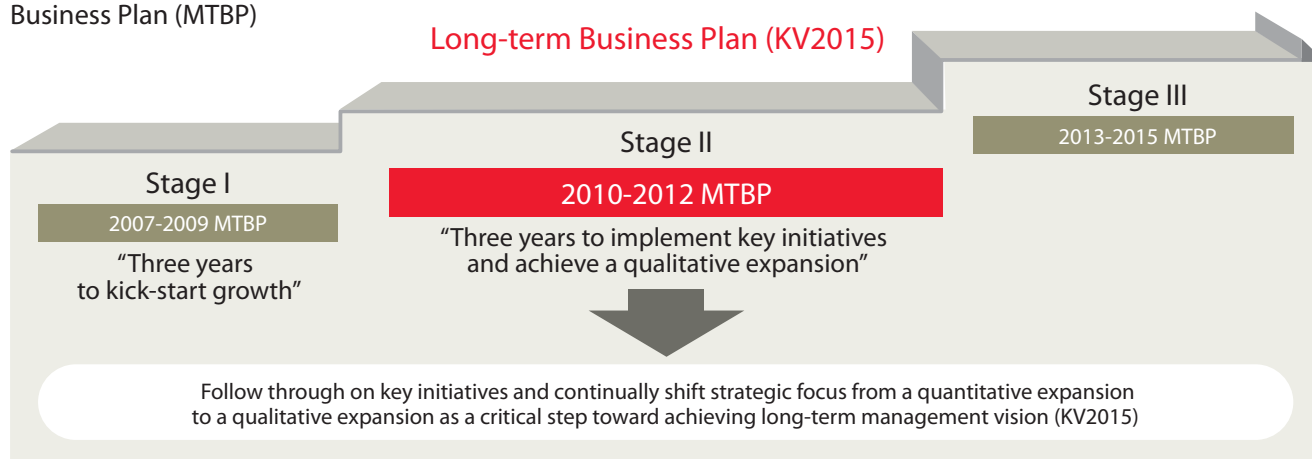 Business Plan (MTBP)
Long-term Business Plan (KV2015)
Stage I
2007-2009 MTBP
“Three years
to kick-start growth”
Stage II
2010-2012 MTBP
“Three years to implement key initiatives
and achieve a qualitative expansion”
Stage III
2013-2015 MTBP
Follow through on key initiatives and continually shift strategic focus from a quantitative expansion
to a qualitative expansion as a critical step toward achieving long-term management vision (KV2015)